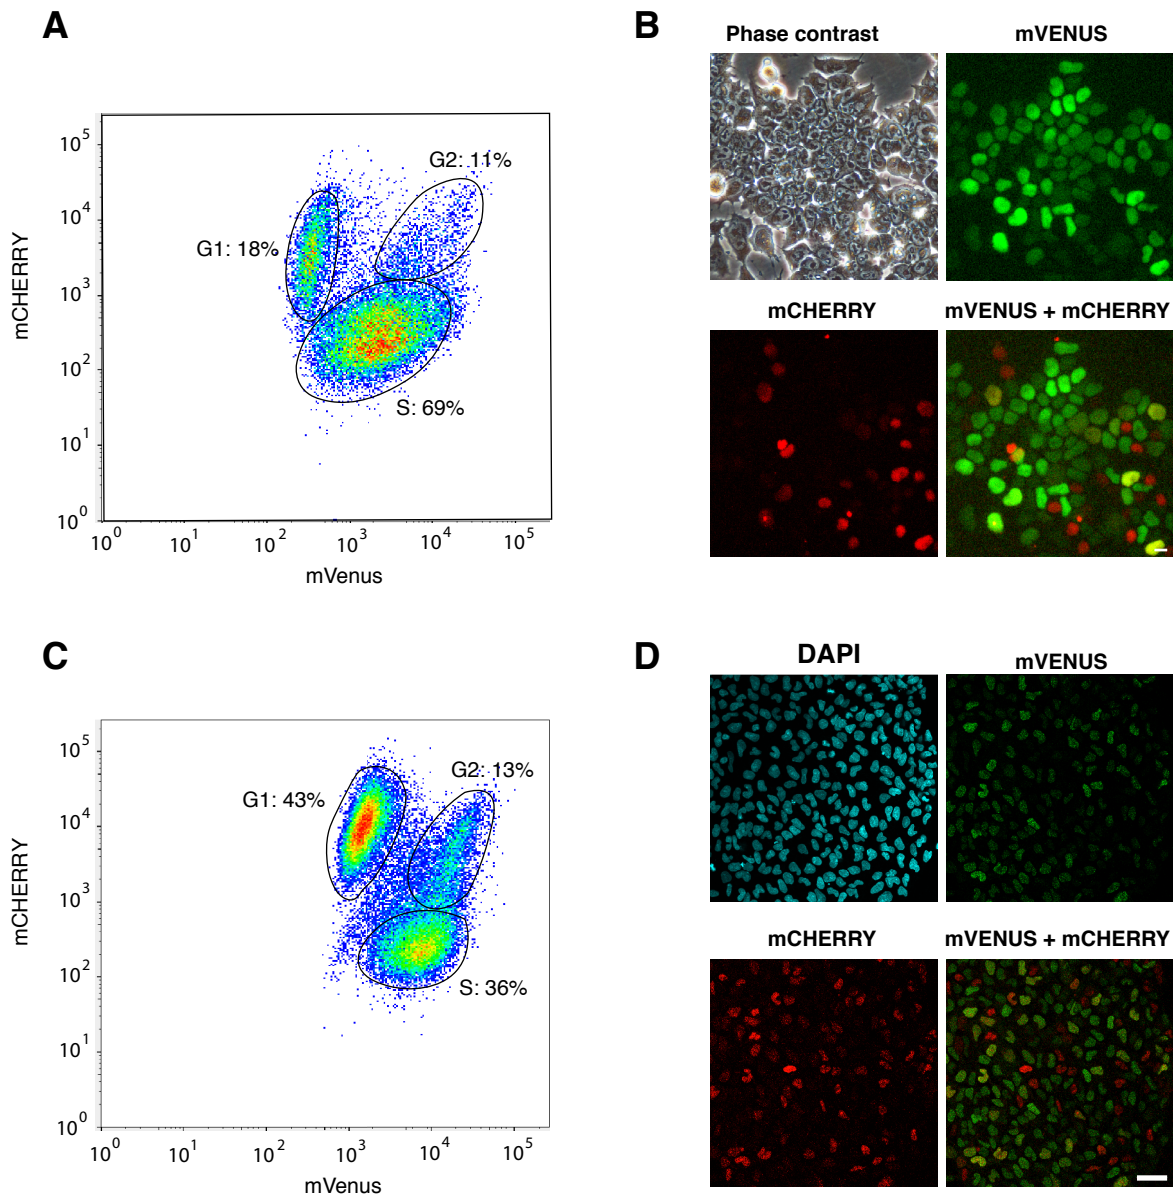 A
mCHERRY
10^5
10^4
10^3
10^2
10^1
10^0
G2: 11%
G1: 18%
S: 69%
10^0 10^1 10^2 10^3 10^4 10^5
mVenus
B
Phase contrast
mVENUS
mCHERRY
mVENUS + mCHERRY
C
mCHERRY
10^5
10^4
10^3
10^2
10^1
10^0
G2: 13%
G1: 43%
S: 36%
10^0 10^1 10^2 10^3 10^4 10^5
mVenus
D
DAPI
mVENUS
mCHERRY
mVENUS + mCHERRY